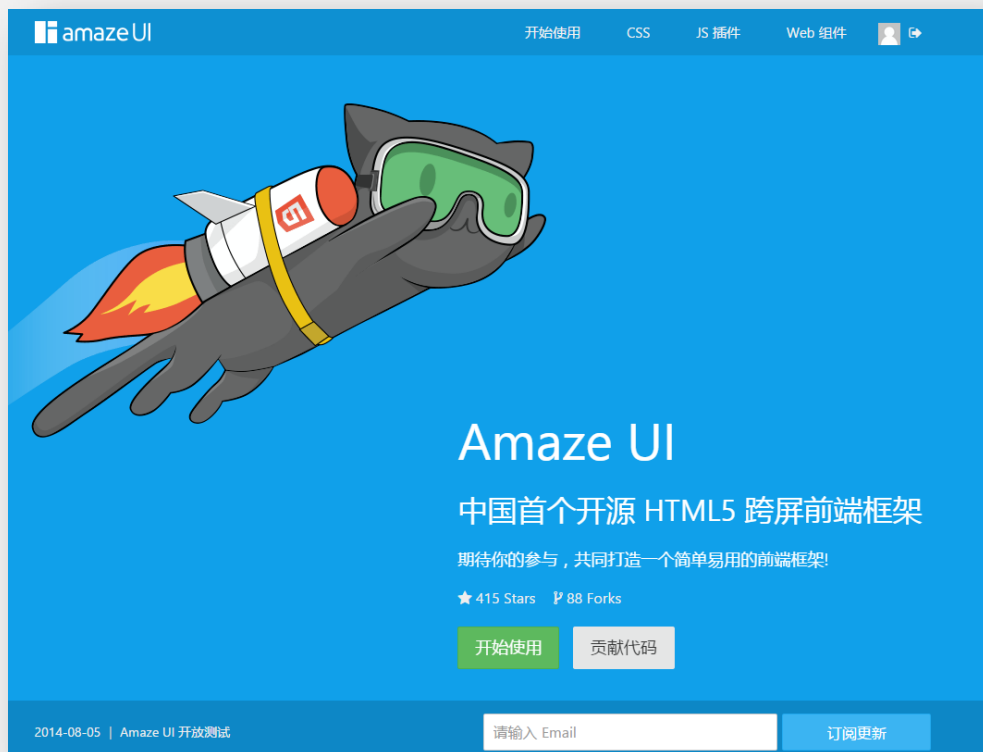 amaze UI
开始使用 CSS JS 插件 Web 组件
5
Amaze UI
中国首个开源 HTML5 跨屏前端框架
期待你的参与，共同打造一个简单易用的前端框架!
415 Stars 88 Forks
开始使用 贡献代码
2014-08-05 | Amaze UI 开放测试
请输入 Email 订阅更新